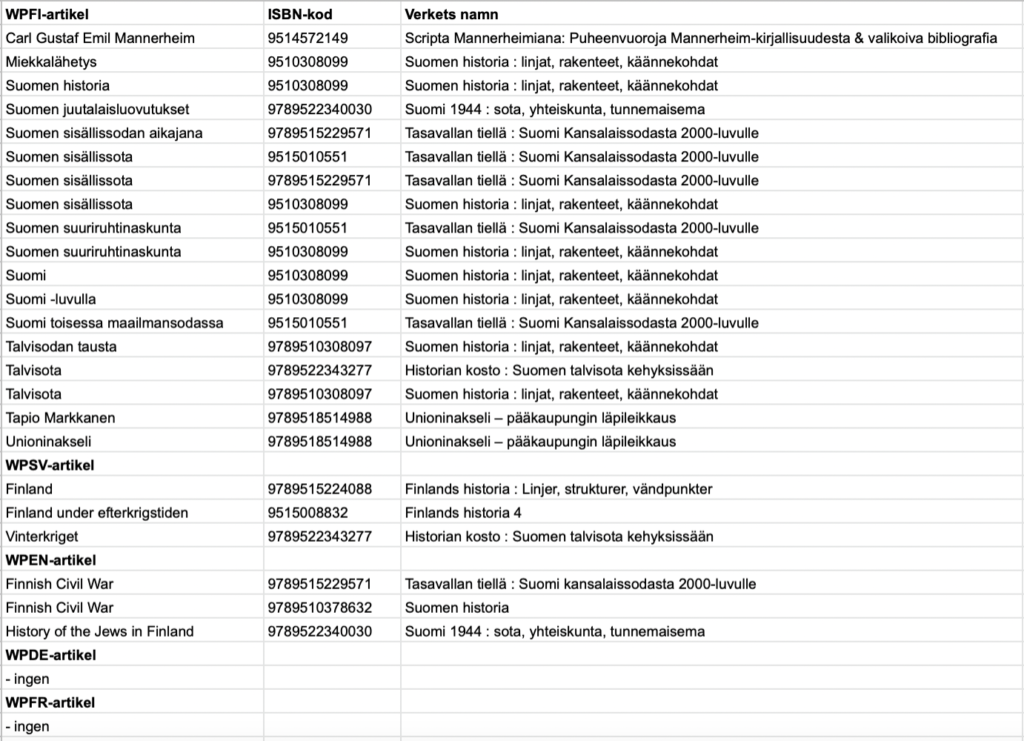 WPFI-artikel ISBN-kod Verkets namn
Carl Gustaf Emil Mannerheim 9514572149 Scripta Mannerheimiana: Puheenvuoroja Mannerheim-kirjallisuudesta & valikoiva bibliografia
Miekkalähetys 9510308099 Suomen historia : linjat, rakenteet, käännekohdat
Suomen historia 9510308099 Suomen historia : linjat, rakenteet, käännekohdat
Suomen juutalaisluovutukset 9789522340030 Suomi 1944 : sota, yhteiskunta, tunnemaisema
Suomen sisällissodan aikajana 9789515229571 Tasavallan tiellä : Suomi Kansalaissodasta 2000-luvulle
Suomen sisällissota 9515010551 Tasavallan tiellä : Suomi Kansalaissodasta 2000-luvulle
Suomen sisällissota 9789515229571 Tasavallan tiellä : Suomi Kansalaissodasta 2000-luvulle
Suomen sisällissota 9510308099 Suomen historia : linjat, rakenteet, käännekohdat
Suomen suuriruhtinaskunta 9515010551 Tasavallan tiellä : Suomi Kansalaissodasta 2000-luvulle
Suomen suuriruhtinaskunta 9510308099 Suomen historia : linjat, rakenteet, käännekohdat
Suomi 9510308099 Suomen historia : linjat, rakenteet, käännekohdat
Suomi -luvulla 9510308099 Suomen historia : linjat, rakenteet, käännekohdat
Suomi toisessa maailmansodassa 9515010551 Tasavallan tiellä : Suomi Kansalaissodasta 2000-luvulle
Talvisodan tausta 9789510308097 Suomen historia : linjat, rakenteet, käännekohdat
Talvisota 9789522343277 Historian kosto : Suomen talvisota kehyksissään
Talvisota 9789510308097 Suomen historia : linjat, rakenteet, käännekohdat
Tapio Markkanen 9789518514988 Unioninakseli – pääkaupungin läpileikkaus
Unioninakseli 9789518514988 Unioninakseli – pääkaupungin läpileikkaus
WPSV-artikel
Finland 9789515224088 Finlands historia : Linjer, strukturer, vändpunkter
Finland under efterkrigstiden 9515008832 Finlands historia 4
Vinterkriget 9789522343277 Historian kosto : Suomen talvisota kehyksissään
WPEN-artikel
Finnish Civil War 9789515229571 Tasavallan tiellä : Suomi kansalaissodasta 2000-luvulle
Finnish Civil War 9789510378632 Suomen historia
History of the Jews in Finland 9789522340030 Suomi 1944 : sota, yhteiskunta, tunnemaisema
WPDE-artikel
- ingen
WPFR-artikel
- ingen